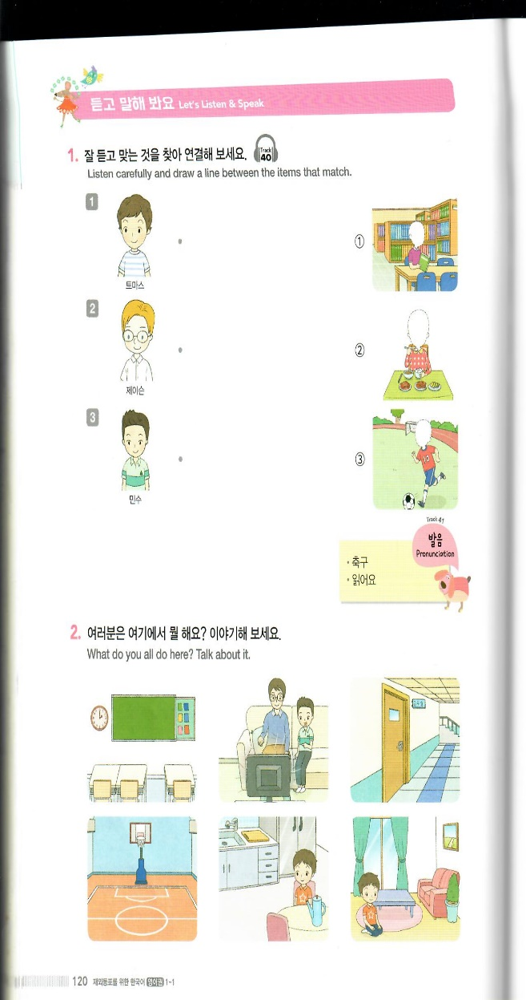 듣고 말해 봐요 Let's Listen & Speak
1. 잘 듣고 맞는 것을 찾아 연결해 보세요. Track 40
Listen carefully and draw a line between the items that match.
1
트마스
①
2
제이슨
②
3
민수
③
Track 41
발음
Pronunciation
• 축구
• 읽어요
2. 여러분은 여기에서 뭘 해요? 이야기해 보세요.
What do you all do here? Talk about it.
120 재외동포를 위한 한국어 영어권 1-1